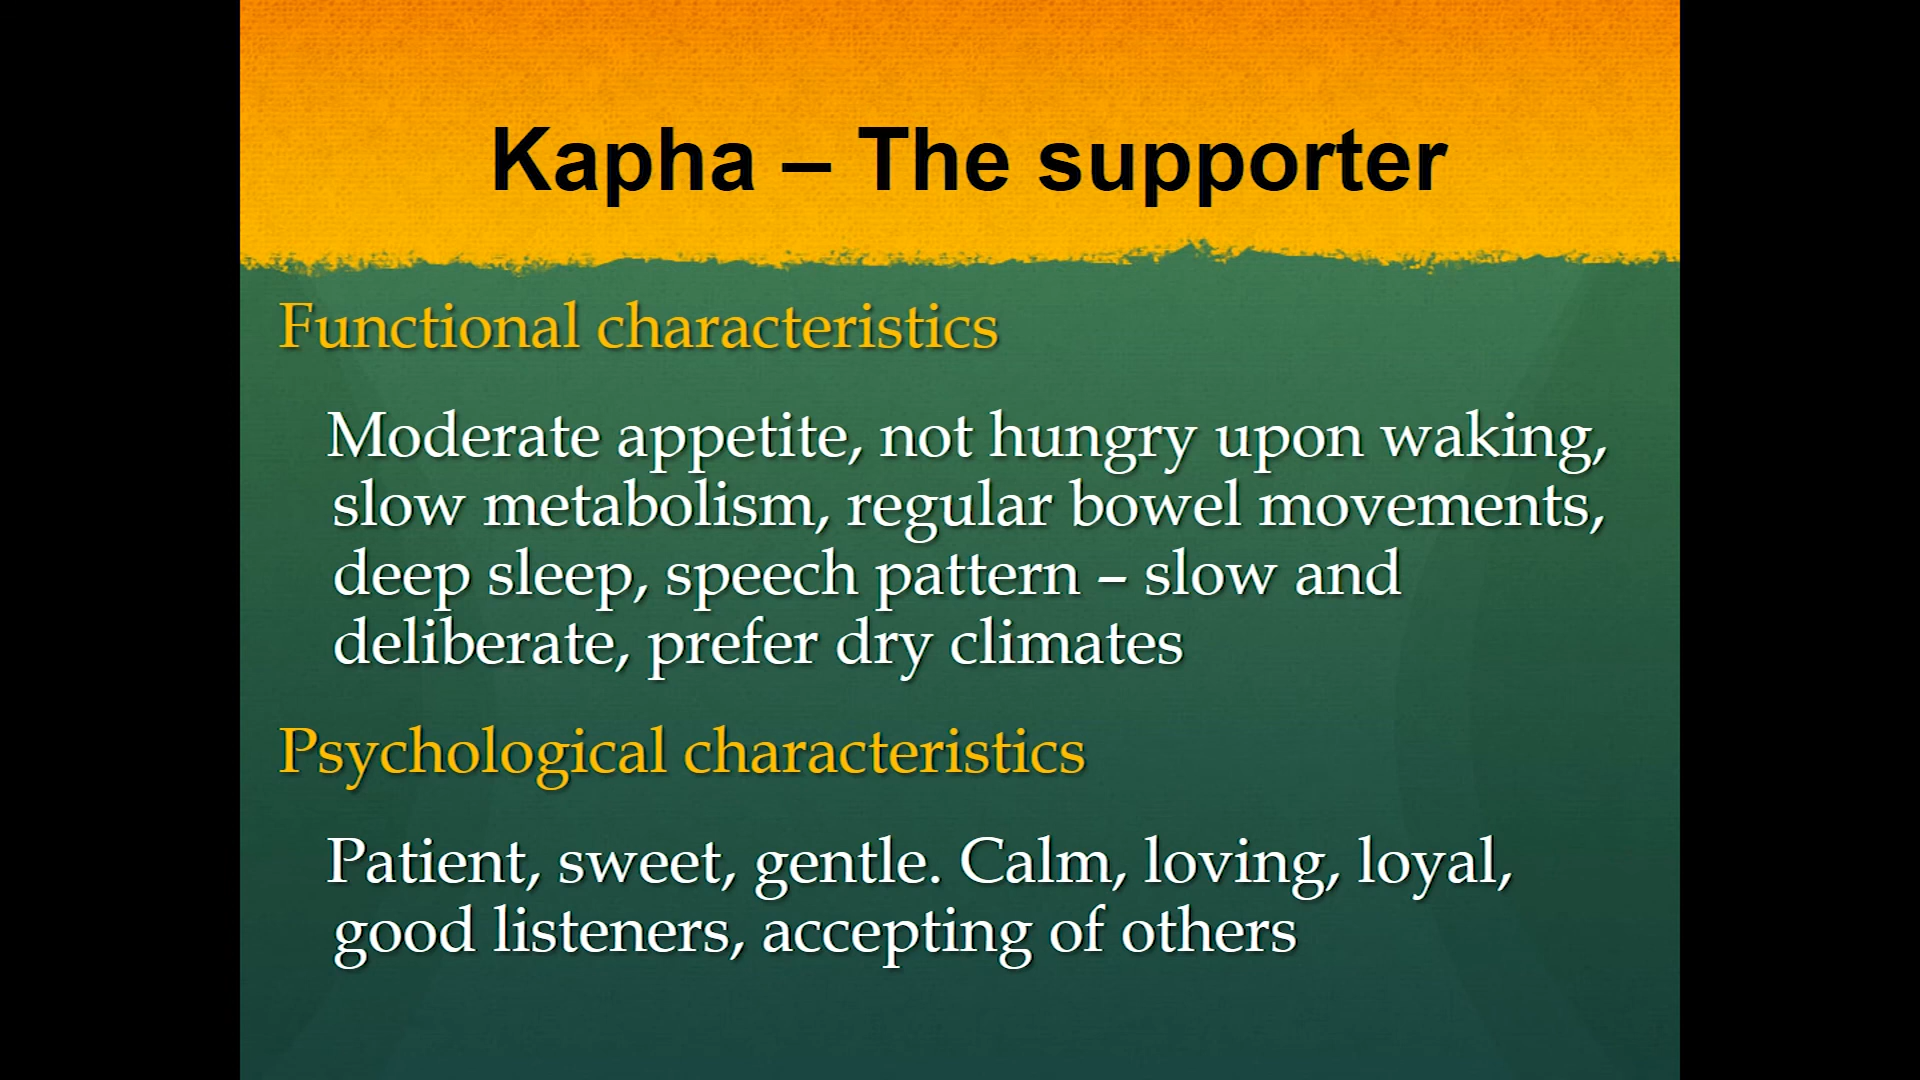 Kapha – The supporter
Functional characteristics
Moderate appetite, not hungry upon waking,
slow metabolism, regular bowel movements,
deep sleep, speech pattern – slow and
deliberate, prefer dry climates
Psychological characteristics
Patient, sweet, gentle. Calm, loving, loyal,
good listeners, accepting of others